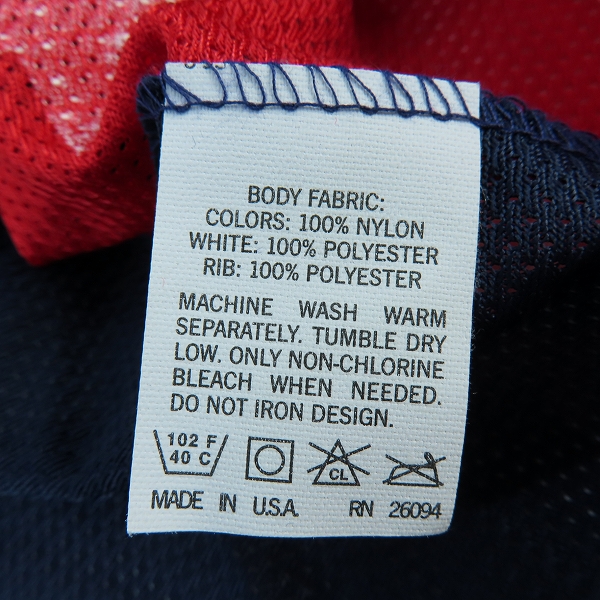 BODY FABRIC:
COLORS: 100% NYLON
WHITE: 100% POLYESTER
RIB: 100% POLYESTER
MACHINE WASH WARM
SEPARATELY. TUMBLE DRY
LOW. ONLY NON-CHLORINE
BLEACH WHEN NEEDED.
DO NOT IRON DESIGN.
102 F
40 C
CL
MADE IN U.S.A. RN 26094